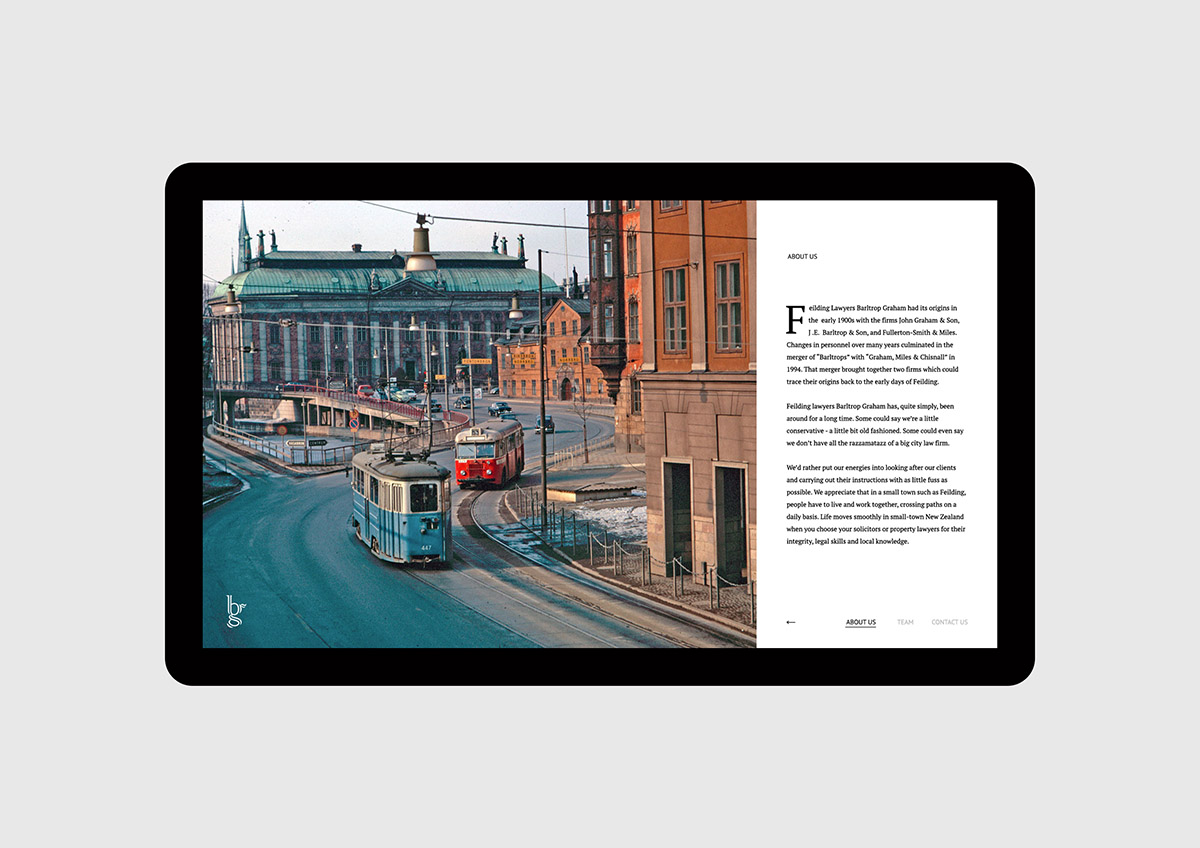 ABOUT US
Feilding Lawyers Barltrop Graham had its origins in
the early 1900s with the firms John Graham & Son,
J.E. Barltrop & Son, and Fullerton-Smith & Miles.
Changes in personnel over many years culminated in the
merger of "Barltrops" with "Graham, Miles & Chisnall" in
1994. That merger brought together two firms which could
trace their origins back to the early days of Feilding.
Feilding lawyers Barltrop Graham has, quite simply, been
around for a long time. Some could say we're a little
conservative - a little bit old fashioned. Some could even say
we don't have all the razzamatazz of a big city law firm.
We'd rather put our energies into looking after our clients
and carrying out their instructions with as little fuss as
possible. We appreciate that in a small town such as Feilding,
people have to live and work together, crossing paths on a
daily basis. Life moves smoothly in small-town New Zealand
when you choose your solicitors or property lawyers for their
integrity, legal skills and local knowledge.
← ABOUT US TEAM CONTACT US
447
bg